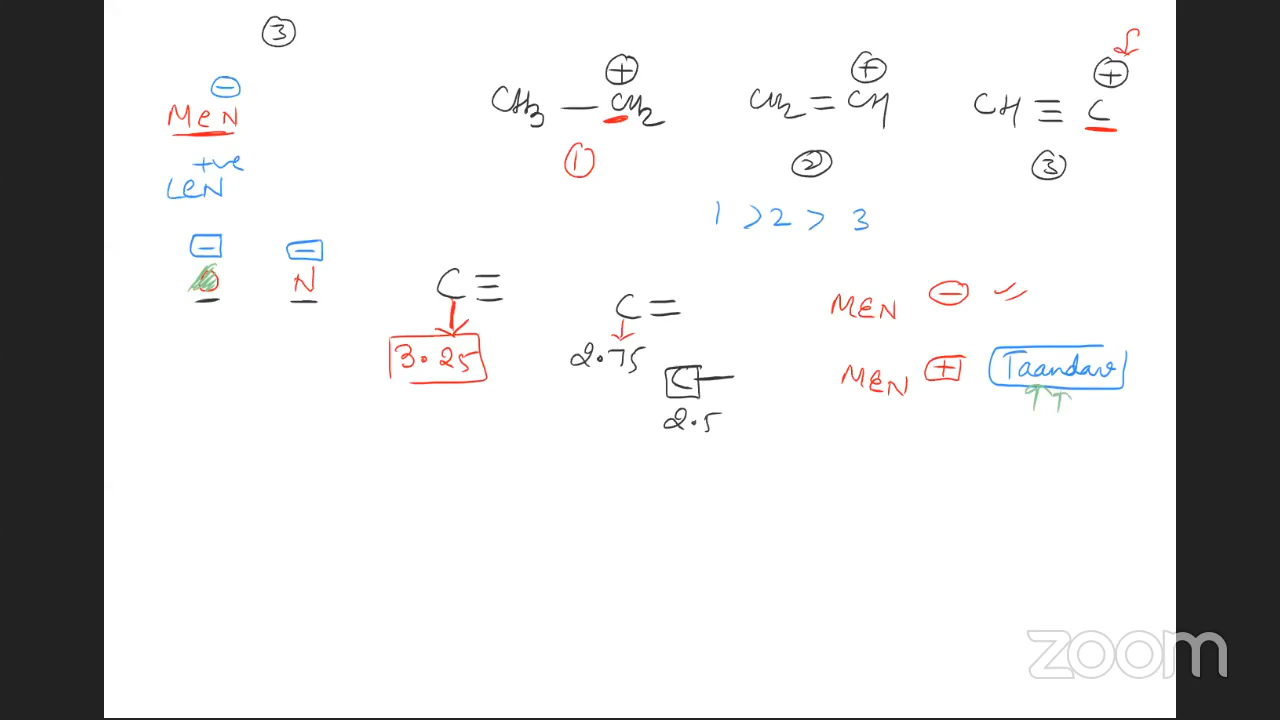 ③
⊖
MeN
+ve
LeN
⊖ ⊖
N
⊕ ⊕ ⊕
CH3 — CH2 CH2 = CH CH ≡ C
① ② ③
1 > 2 > 3
C ≡
3.25
C =
2.75
C —
2.5
MEN ⊖
MEN +
Taandav
zoom